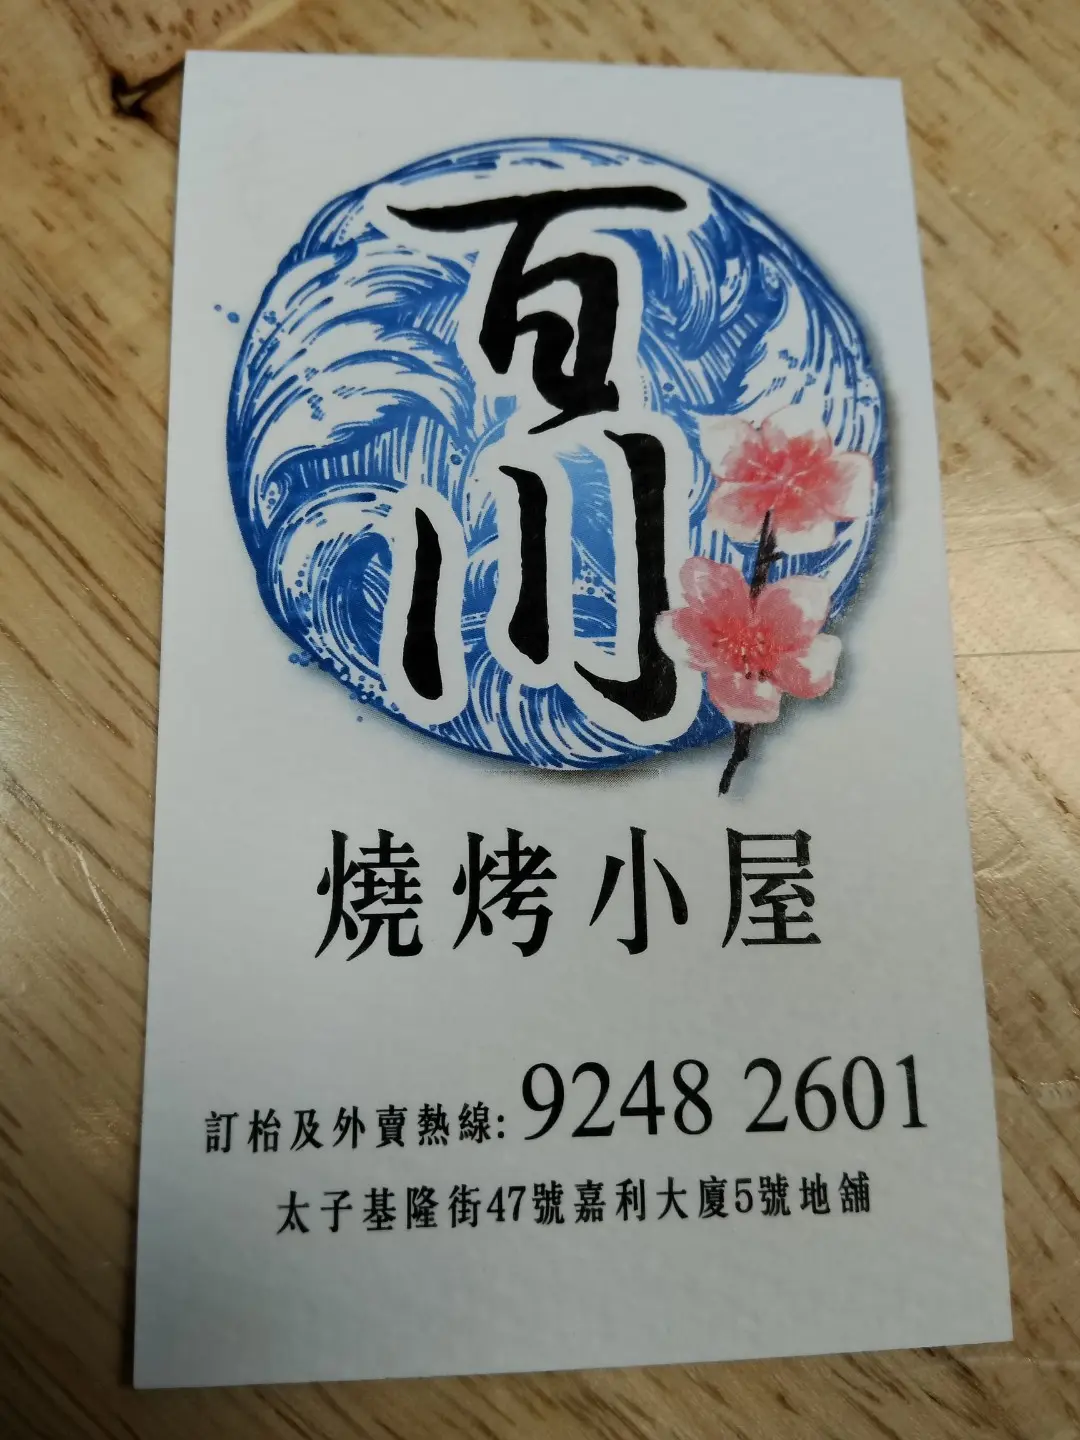 百川
燒烤小屋
訂枱及外賣熱線: 9248 2601
太子基隆街47號嘉利大廈5號地舖